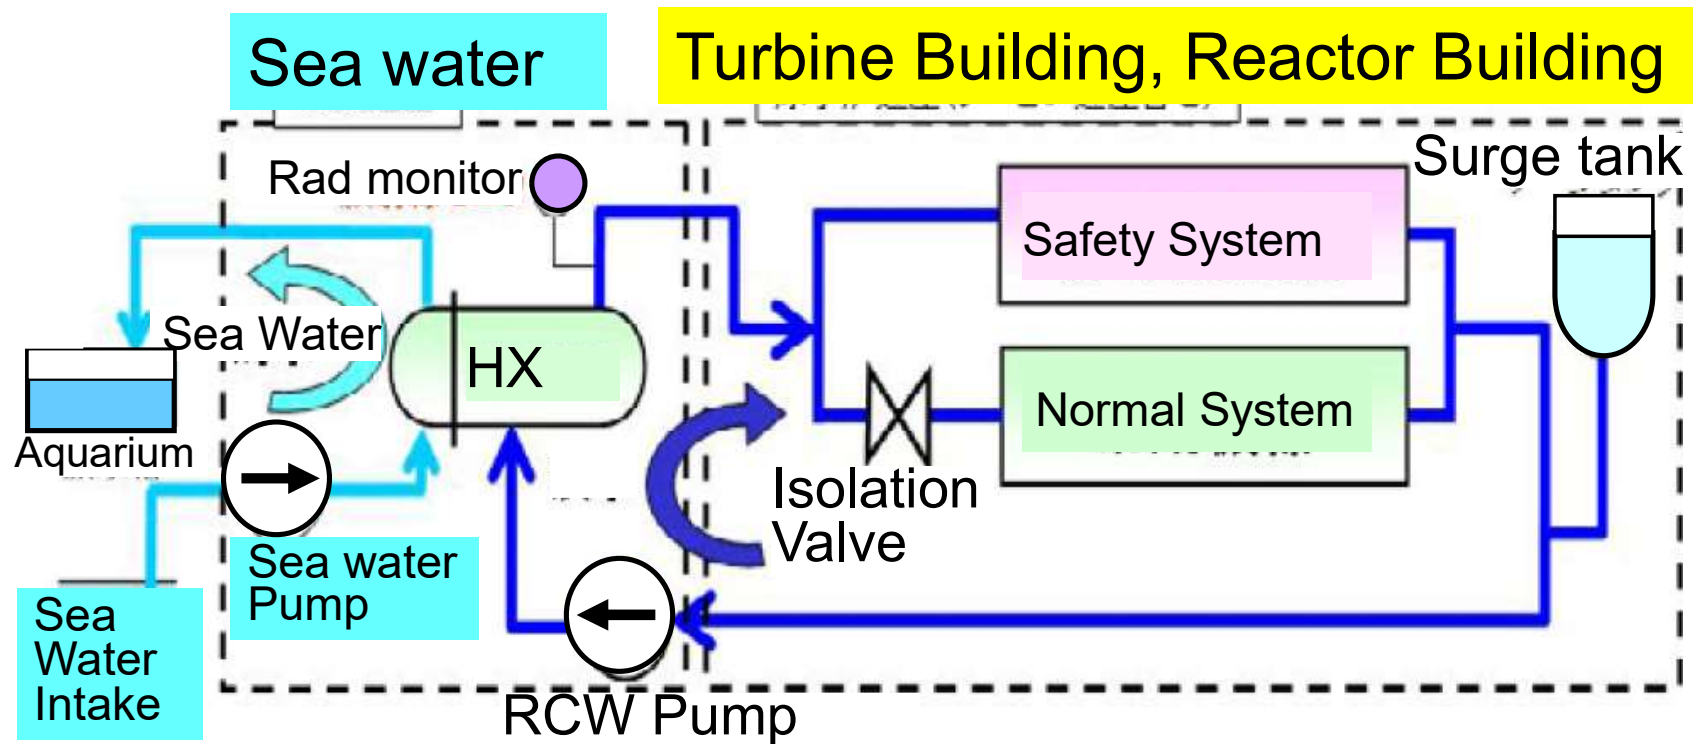 Sea water
Turbine Building, Reactor Building
Surge tank
Rad monitor
Safety System
Sea Water
HX
Normal System
Aquarium
Isolation
Valve
Sea water
Pump
Sea
Water
Intake
RCW Pump